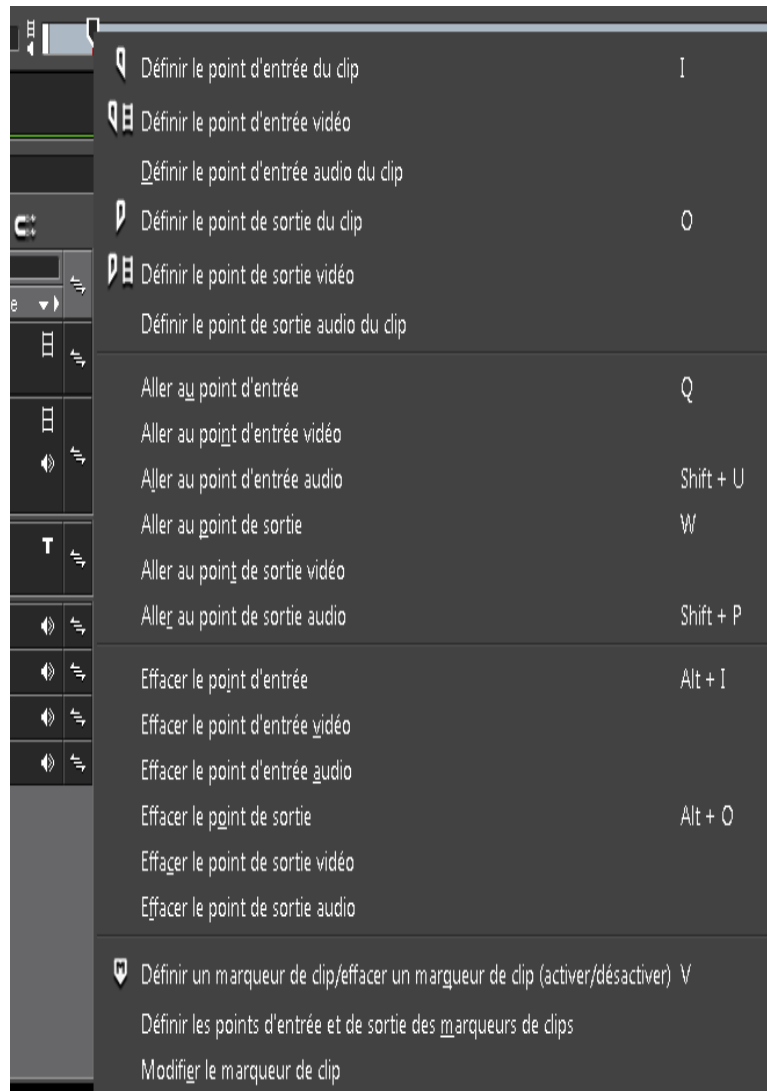 Définir le point d'entrée du clip I
Définir le point d'entrée vidéo
Définir le point d'entrée audio du clip
Définir le point de sortie du clip O
Définir le point de sortie vidéo
e
Définir le point de sortie audio du clip
Aller au point d'entrée Q
Aller au point d'entrée vidéo
Aller au point d'entrée audio Shift + U
Aller au point de sortie W
T
Aller au point de sortie vidéo
Aller au point de sortie audio Shift + P
Effacer le point d'entrée Alt + I
Effacer le point d'entrée vidéo
Effacer le point d'entrée audio
Effacer le point de sortie Alt + O
Effacer le point de sortie vidéo
Effacer le point de sortie audio
M Définir un marqueur de clip/effacer un marqueur de clip (activer/désactiver) V
Définir les points d'entrée et de sortie des marqueurs de clips
Modifier le marqueur de clip